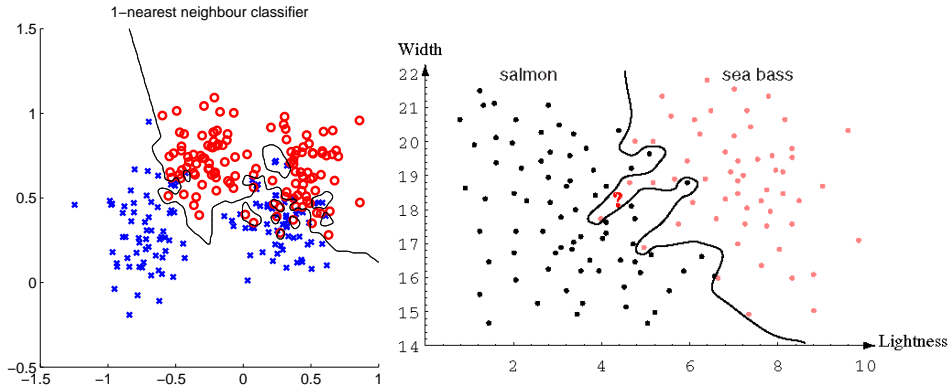 1-nearest neighbour classifier
1.5
1
0.5
0
-0.5
-1.5 -1 -0.5 0 0.5 1
Width
salmon sea bass
22
21
20
19
18
17
16
15
14
?
2 4 6 8 10
Lightness